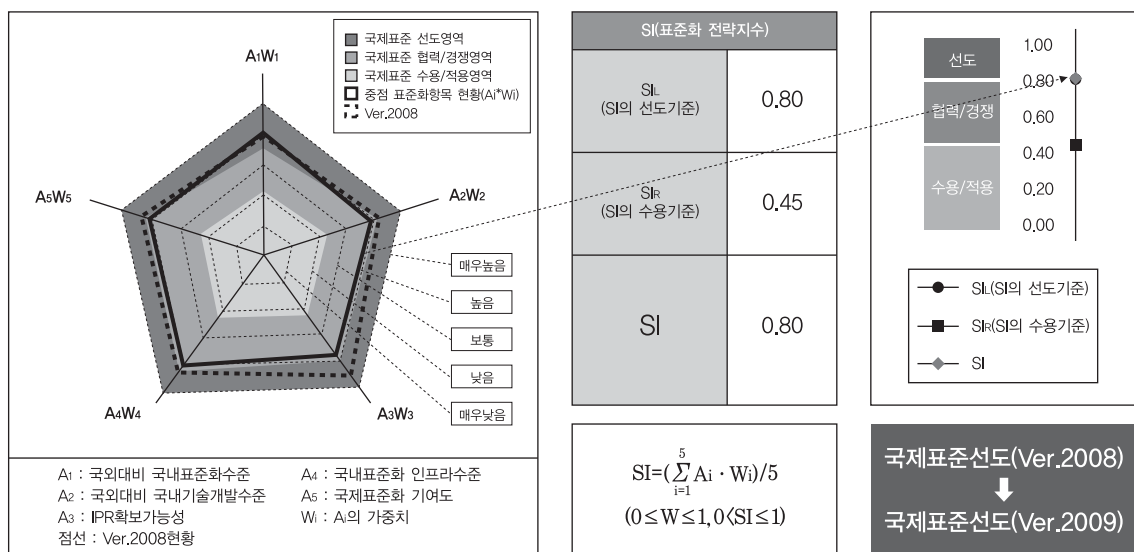 국제표준 선도영역
국제표준 협력/경쟁영역
국제표준 수용/적용영역
중점 표준화항목 현황(Ai*Wi)
Ver.2008
A1W1
A2W2
A3W3
A4W4
A5W5
매우높음
높음
보통
낮음
매우낮음
A1 : 국외대비 국내표준화수준
A2 : 국외대비 국내기술개발수준
A3 : IPR확보가능성
점선 : Ver.2008현황
A4 : 국내표준화 인프라수준
A5 : 국제표준화 기여도
Wi : Ai의 가중치
SI(표준화 전략지수)
SIL
(SI의 선도기준)
0.80
SIR
(SI의 수용기준)
0.45
SI
0.80
SI=(∑Ai·Wi)/5
5
i=1
(0≤W≤1, 0<SI≤1)
선도
협력/경쟁
수용/적용
1.00
0.80
0.60
0.40
0.20
0.00
SIL(SI의 선도기준)
SIR(SI의 수용기준)
SI
국제표준선도(Ver.2008)
국제표준선도(Ver.2009)